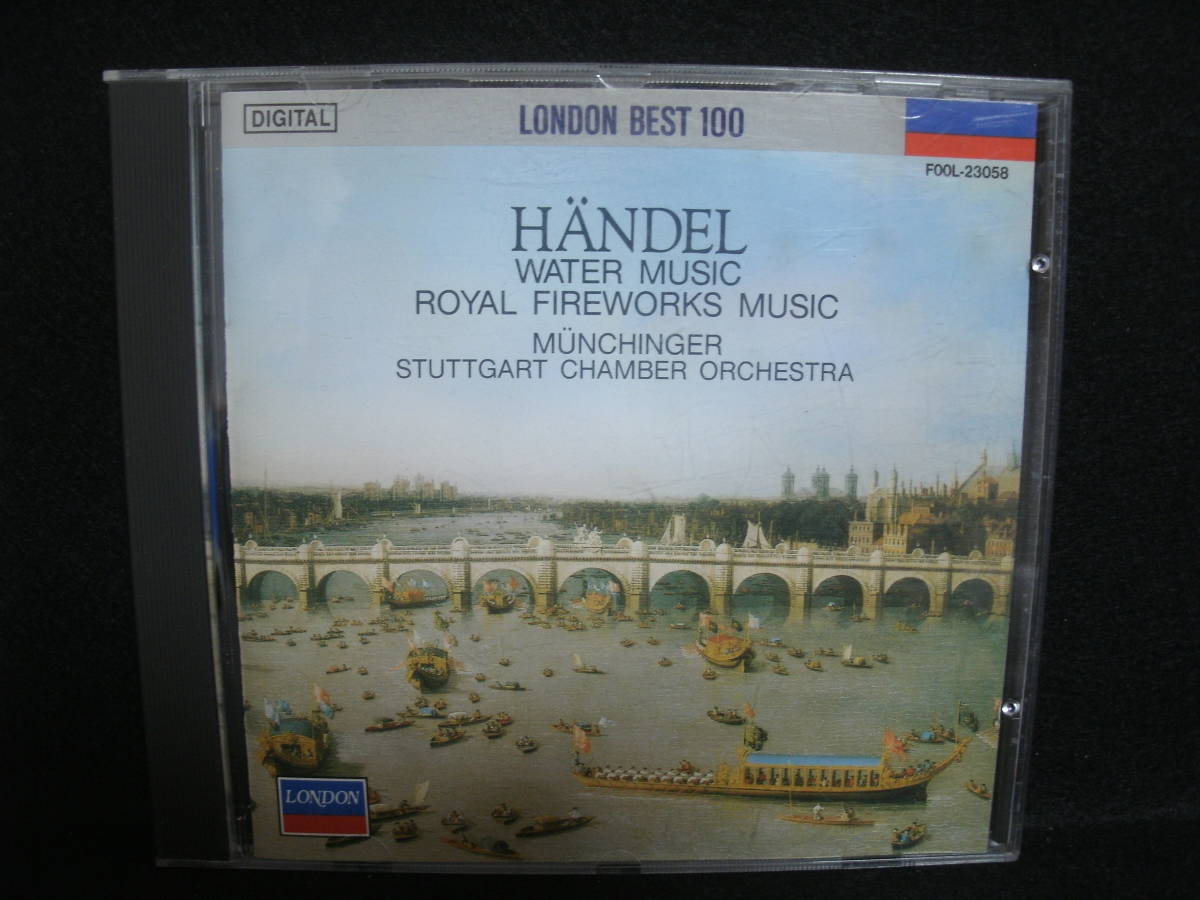 DIGITAL
LONDON BEST 100
F00L-23058
HÄNDEL
WATER MUSIC
ROYAL FIREWORKS MUSIC
MÜNCHINGER
STUTTGART CHAMBER ORCHESTRA
LONDON